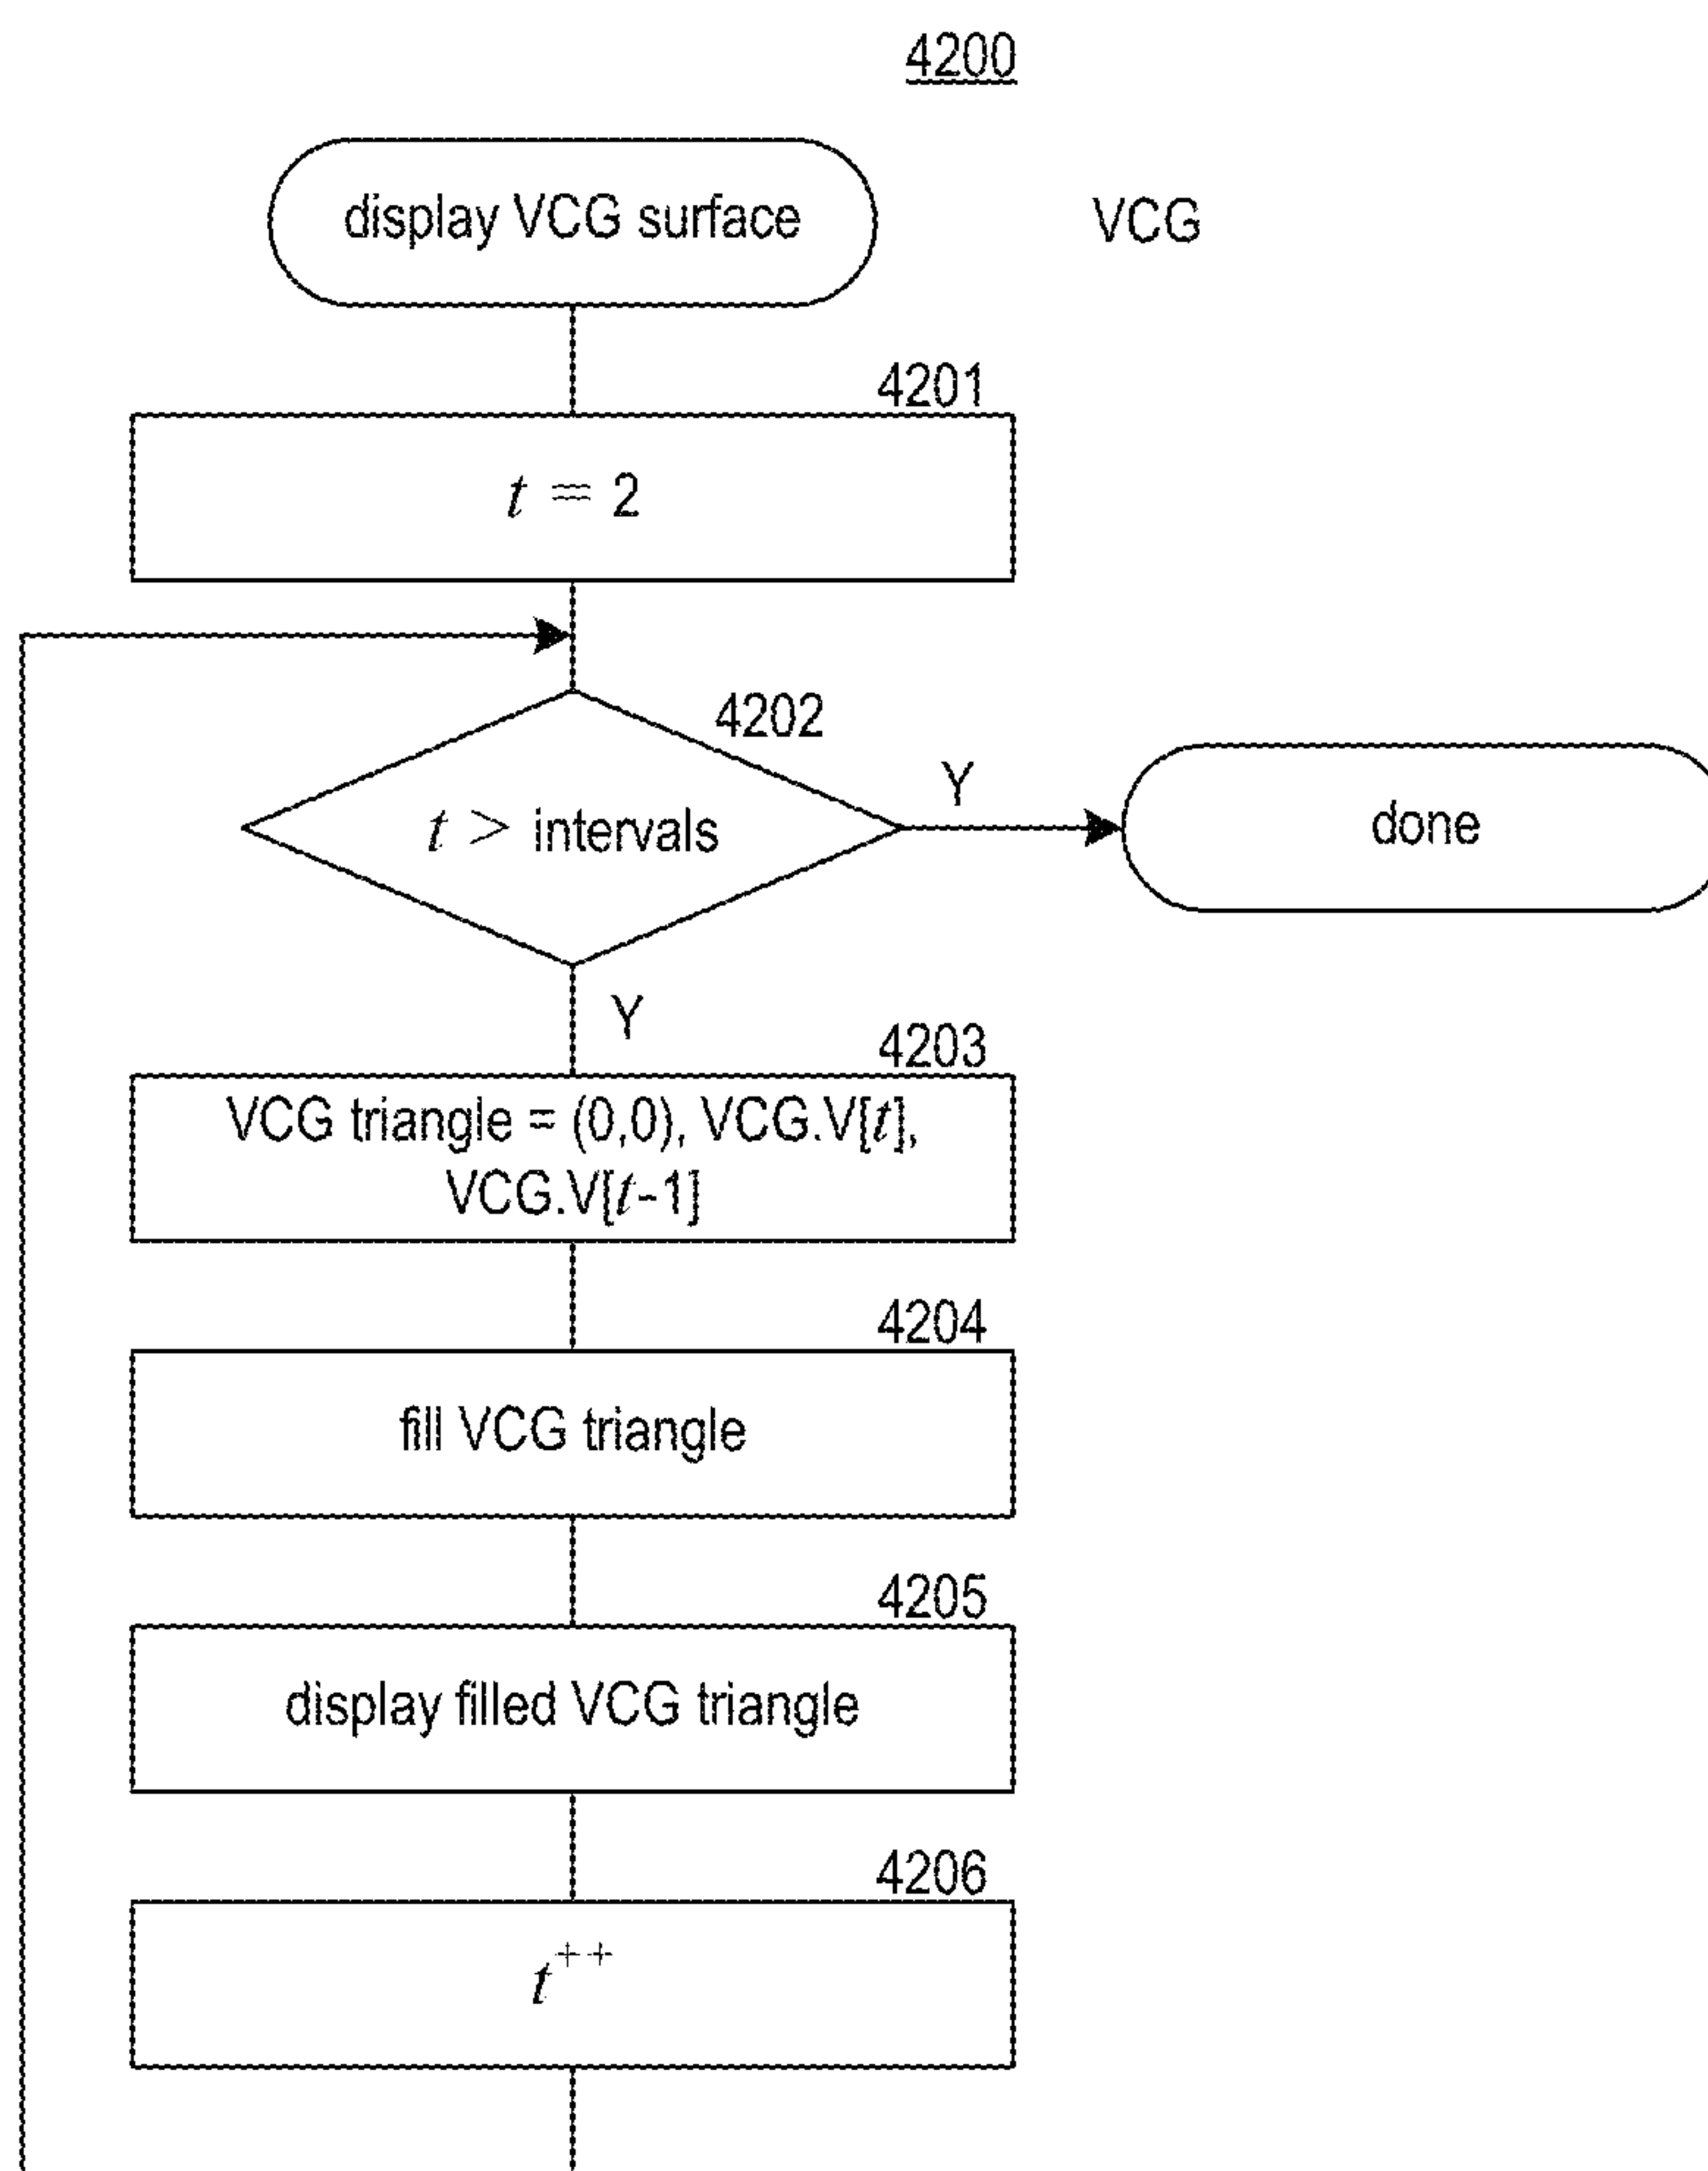 4200
display VCG surface
VCG
4201
t = 2
4202
t > intervals
Y
done
Y
4203
VCG triangle = (0,0), VCG.V[t],
VCG.V[t-1]
4204
fill VCG triangle
4205
display filled VCG triangle
4206
t++